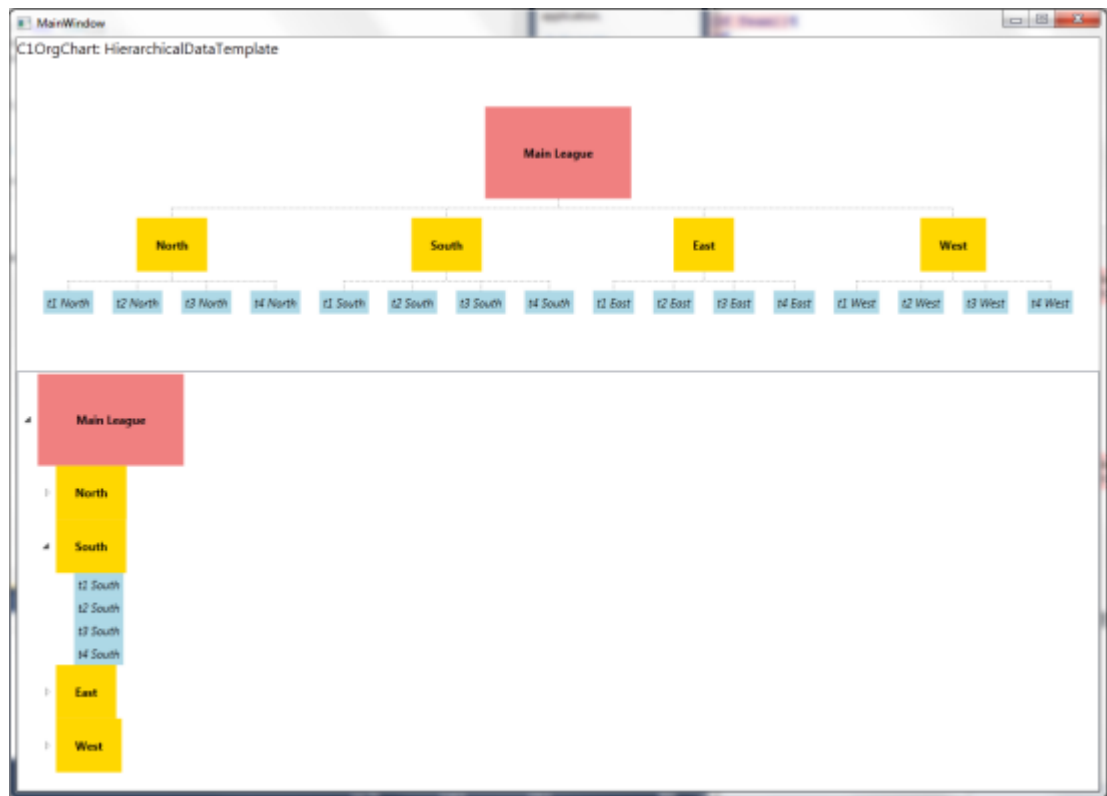 MainWindow
application.
C1OrgChart: HierarchicalDataTemplate
Main League
North South East West
t1 North t2 North t3 North t4 North t1 South t2 South t3 South t4 South t1 East t2 East t3 East t4 East t1 West t2 West t3 West t4 West
Main League
North
South
t1 South
t2 South
t3 South
t4 South
East
West